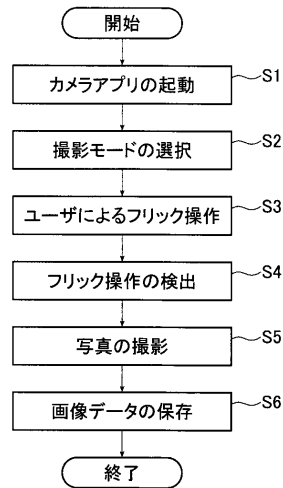 開始
カメラアプリの起動 S1
撮影モードの選択 S2
ユーザによるフリック操作 S3
フリック操作の検出 S4
写真の撮影 S5
画像データの保存 S6
終了